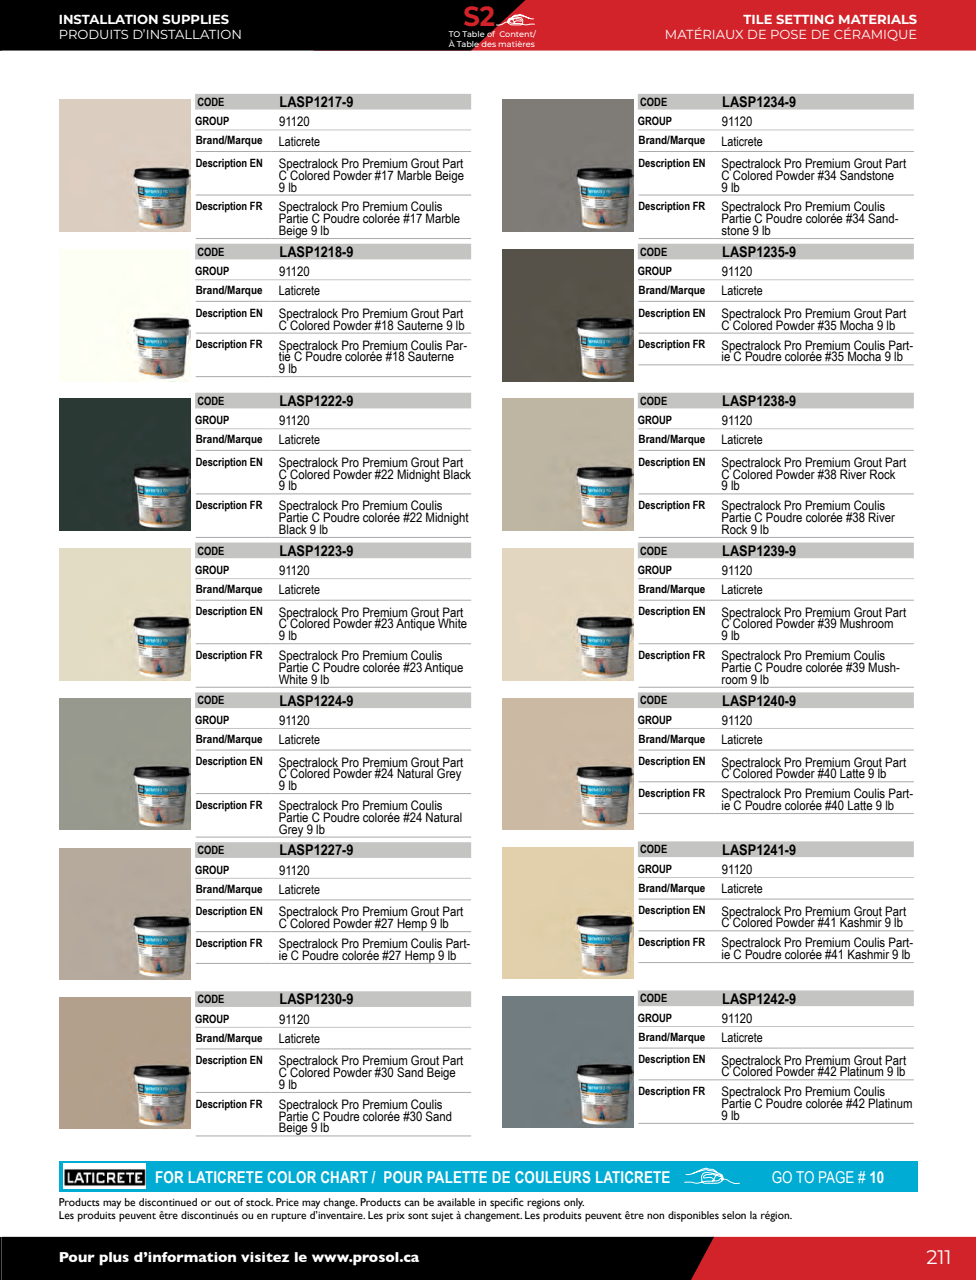 INSTALLATION SUPPLIES
PRODUITS D'INSTALLATION
S2
TO Table of Content/
À Table des matières
TILE SETTING MATERIALS
MATÉRIAUX DE POSE DE CÉRAMIQUE
CODE LASP1217-9
GROUP 91120
Brand/Marque Laticrete
Description EN Spectralock Pro Premium Grout Part
C Colored Powder #17 Marble Beige
9 lb
Description FR Spectralock Pro Premium Coulis
Partie C Poudre colorée #17 Marble
Beige 9 lb
CODE LASP1218-9
GROUP 91120
Brand/Marque Laticrete
Description EN Spectralock Pro Premium Grout Part
C Colored Powder #18 Sauterne 9 lb
Description FR Spectralock Pro Premium Coulis Par-
tie C Poudre colorée #18 Sauterne
9 lb
CODE LASP1222-9
GROUP 91120
Brand/Marque Laticrete
Description EN Spectralock Pro Premium Grout Part
C Colored Powder #22 Midnight Black
9 lb
Description FR Spectralock Pro Premium Coulis
Partie C Poudre colorée #22 Midnight
Black 9 lb
CODE LASP1223-9
GROUP 91120
Brand/Marque Laticrete
Description EN Spectralock Pro Premium Grout Part
C Colored Powder #23 Antique White
9 lb
Description FR Spectralock Pro Premium Coulis
Partie C Poudre colorée #23 Antique
White 9 lb
CODE LASP1224-9
GROUP 91120
Brand/Marque Laticrete
Description EN Spectralock Pro Premium Grout Part
C Colored Powder #24 Natural Grey
9 lb
Description FR Spectralock Pro Premium Coulis
Partie C Poudre colorée #24 Natural
Grey 9 lb
CODE LASP1227-9
GROUP 91120
Brand/Marque Laticrete
Description EN Spectralock Pro Premium Grout Part
C Colored Powder #27 Hemp 9 lb
Description FR Spectralock Pro Premium Coulis Part-
ie C Poudre colorée #27 Hemp 9 lb
CODE LASP1230-9
GROUP 91120
Brand/Marque Laticrete
Description EN Spectralock Pro Premium Grout Part
C Colored Powder #30 Sand Beige
9 lb
Description FR Spectralock Pro Premium Coulis
Partie C Poudre colorée #30 Sand
Beige 9 lb
CODE LASP1234-9
GROUP 91120
Brand/Marque Laticrete
Description EN Spectralock Pro Premium Grout Part
C Colored Powder #34 Sandstone
9 lb
Description FR Spectralock Pro Premium Coulis
Partie C Poudre colorée #34 Sand-
stone 9 lb
CODE LASP1235-9
GROUP 91120
Brand/Marque Laticrete
Description EN Spectralock Pro Premium Grout Part
C Colored Powder #35 Mocha 9 lb
Description FR Spectralock Pro Premium Coulis Part-
ie C Poudre colorée #35 Mocha 9 lb
CODE LASP1238-9
GROUP 91120
Brand/Marque Laticrete
Description EN Spectralock Pro Premium Grout Part
C Colored Powder #38 River Rock
9 lb
Description FR Spectralock Pro Premium Coulis
Partie C Poudre colorée #38 River
Rock 9 lb
CODE LASP1239-9
GROUP 91120
Brand/Marque Laticrete
Description EN Spectralock Pro Premium Grout Part
C Colored Powder #39 Mushroom
9 lb
Description FR Spectralock Pro Premium Coulis
Partie C Poudre colorée #39 Mush-
room 9 lb
CODE LASP1240-9
GROUP 91120
Brand/Marque Laticrete
Description EN Spectralock Pro Premium Grout Part
C Colored Powder #40 Latte 9 lb
Description FR Spectralock Pro Premium Coulis Part-
ie C Poudre colorée #40 Latte 9 lb
CODE LASP1241-9
GROUP 91120
Brand/Marque Laticrete
Description EN Spectralock Pro Premium Grout Part
C Colored Powder #41 Kashmir 9 lb
Description FR Spectralock Pro Premium Coulis Part-
ie C Poudre colorée #41 Kashmir 9 lb
CODE LASP1242-9
GROUP 91120
Brand/Marque Laticrete
Description EN Spectralock Pro Premium Grout Part
C Colored Powder #42 Platinum 9 lb
Description FR Spectralock Pro Premium Coulis
Partie C Poudre colorée #42 Platinum
9 lb
LATICRETE FOR LATICRETE COLOR CHART / POUR PALETTE DE COULEURS LATICRETE GO TO PAGE # 10
Products may be discontinued or out of stock. Price may change. Products can be available in specific regions only.
Les produits peuvent être discontinués ou en rupture d'inventaire. Les prix sont sujet à changement. Les produits peuvent être non disponibles selon la région.
Pour plus d'information visitez le www.prosol.ca
211